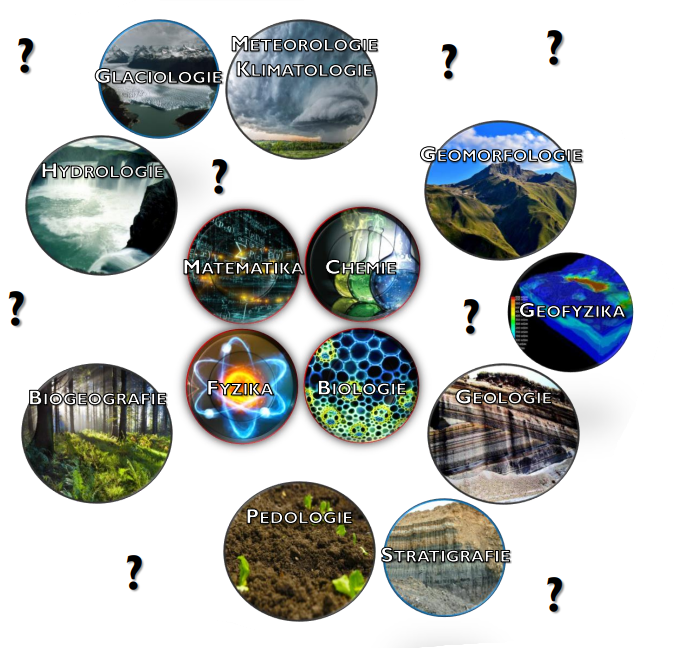 ?
?
?
GLACIOLOGIE
METEOROLOGIE
KLIMATOLOGIE
GEOMORFOLOGIE
HYDROLOGIE
?
MATEMATIKA
CHEMIE
?
?
GEOFYZIKA
FYZIKA
BIOLOGIE
BIOGEOGRAFIE
GEOLOGIE
PEDOLOGIE
STRATIGRAFIE
?
?